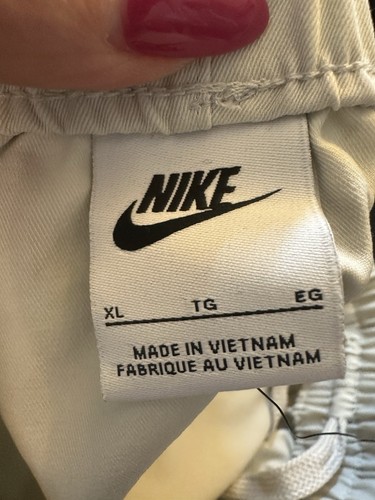 NIKE
XL TG EG
MADE IN VIETNAM
FABRIQUE AU VIETNAM